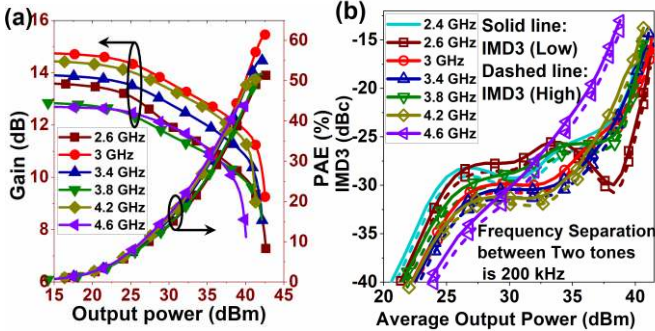 (a)
16
14
12
10
8
6
Gain (dB)
2.6 GHz
3 GHz
3.4 GHz
3.8 GHz
4.2 GHz
4.6 GHz
60
50
40
30
20
10
0
PAE (%)
15 20 25 30 35 40 45
Output power (dBm)
(b)
-15
-20
-25
-30
-35
-40
IMD3 (dBc)
2.4 GHz
2.6 GHz
3 GHz
3.4 GHz
3.8 GHz
4.2 GHz
4.6 GHz
Solid line:
IMD3 (Low)
Dashed line:
IMD3 (High)
Frequency Separation
between Two tones
is 200 kHz
20 25 30 35 40
Average Output Power (dBm)